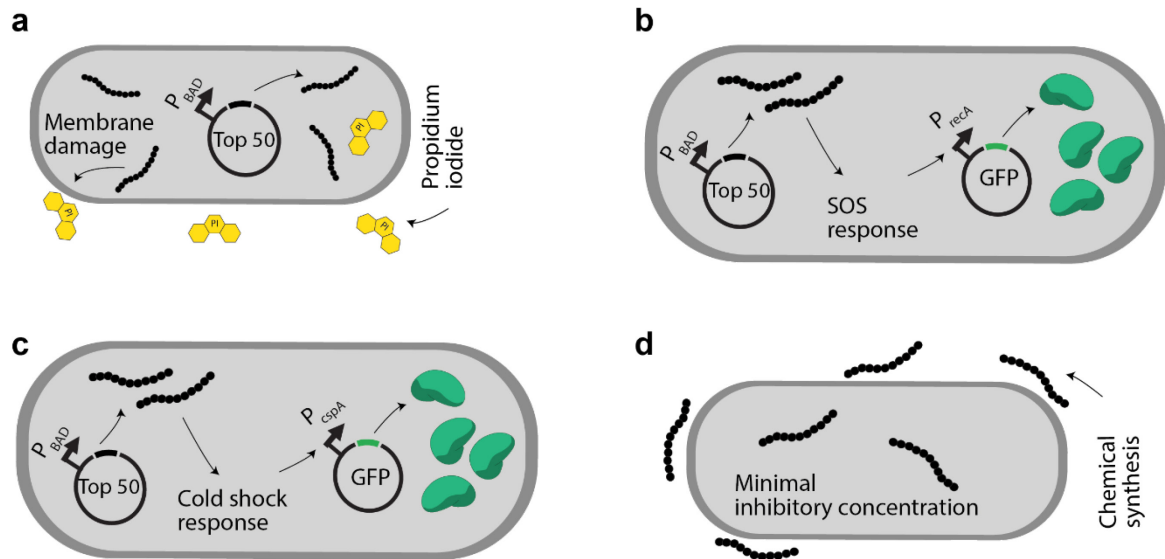 a
P BAD
Top 50
Membrane
damage
PI
PI
PI
PI
Propidium
iodide
b
P BAD
Top 50
SOS
response
P recA
GFP
c
P BAD
Top 50
Cold shock
response
P cspA
GFP
d
Minimal
inhibitory concentration
Chemical
synthesis